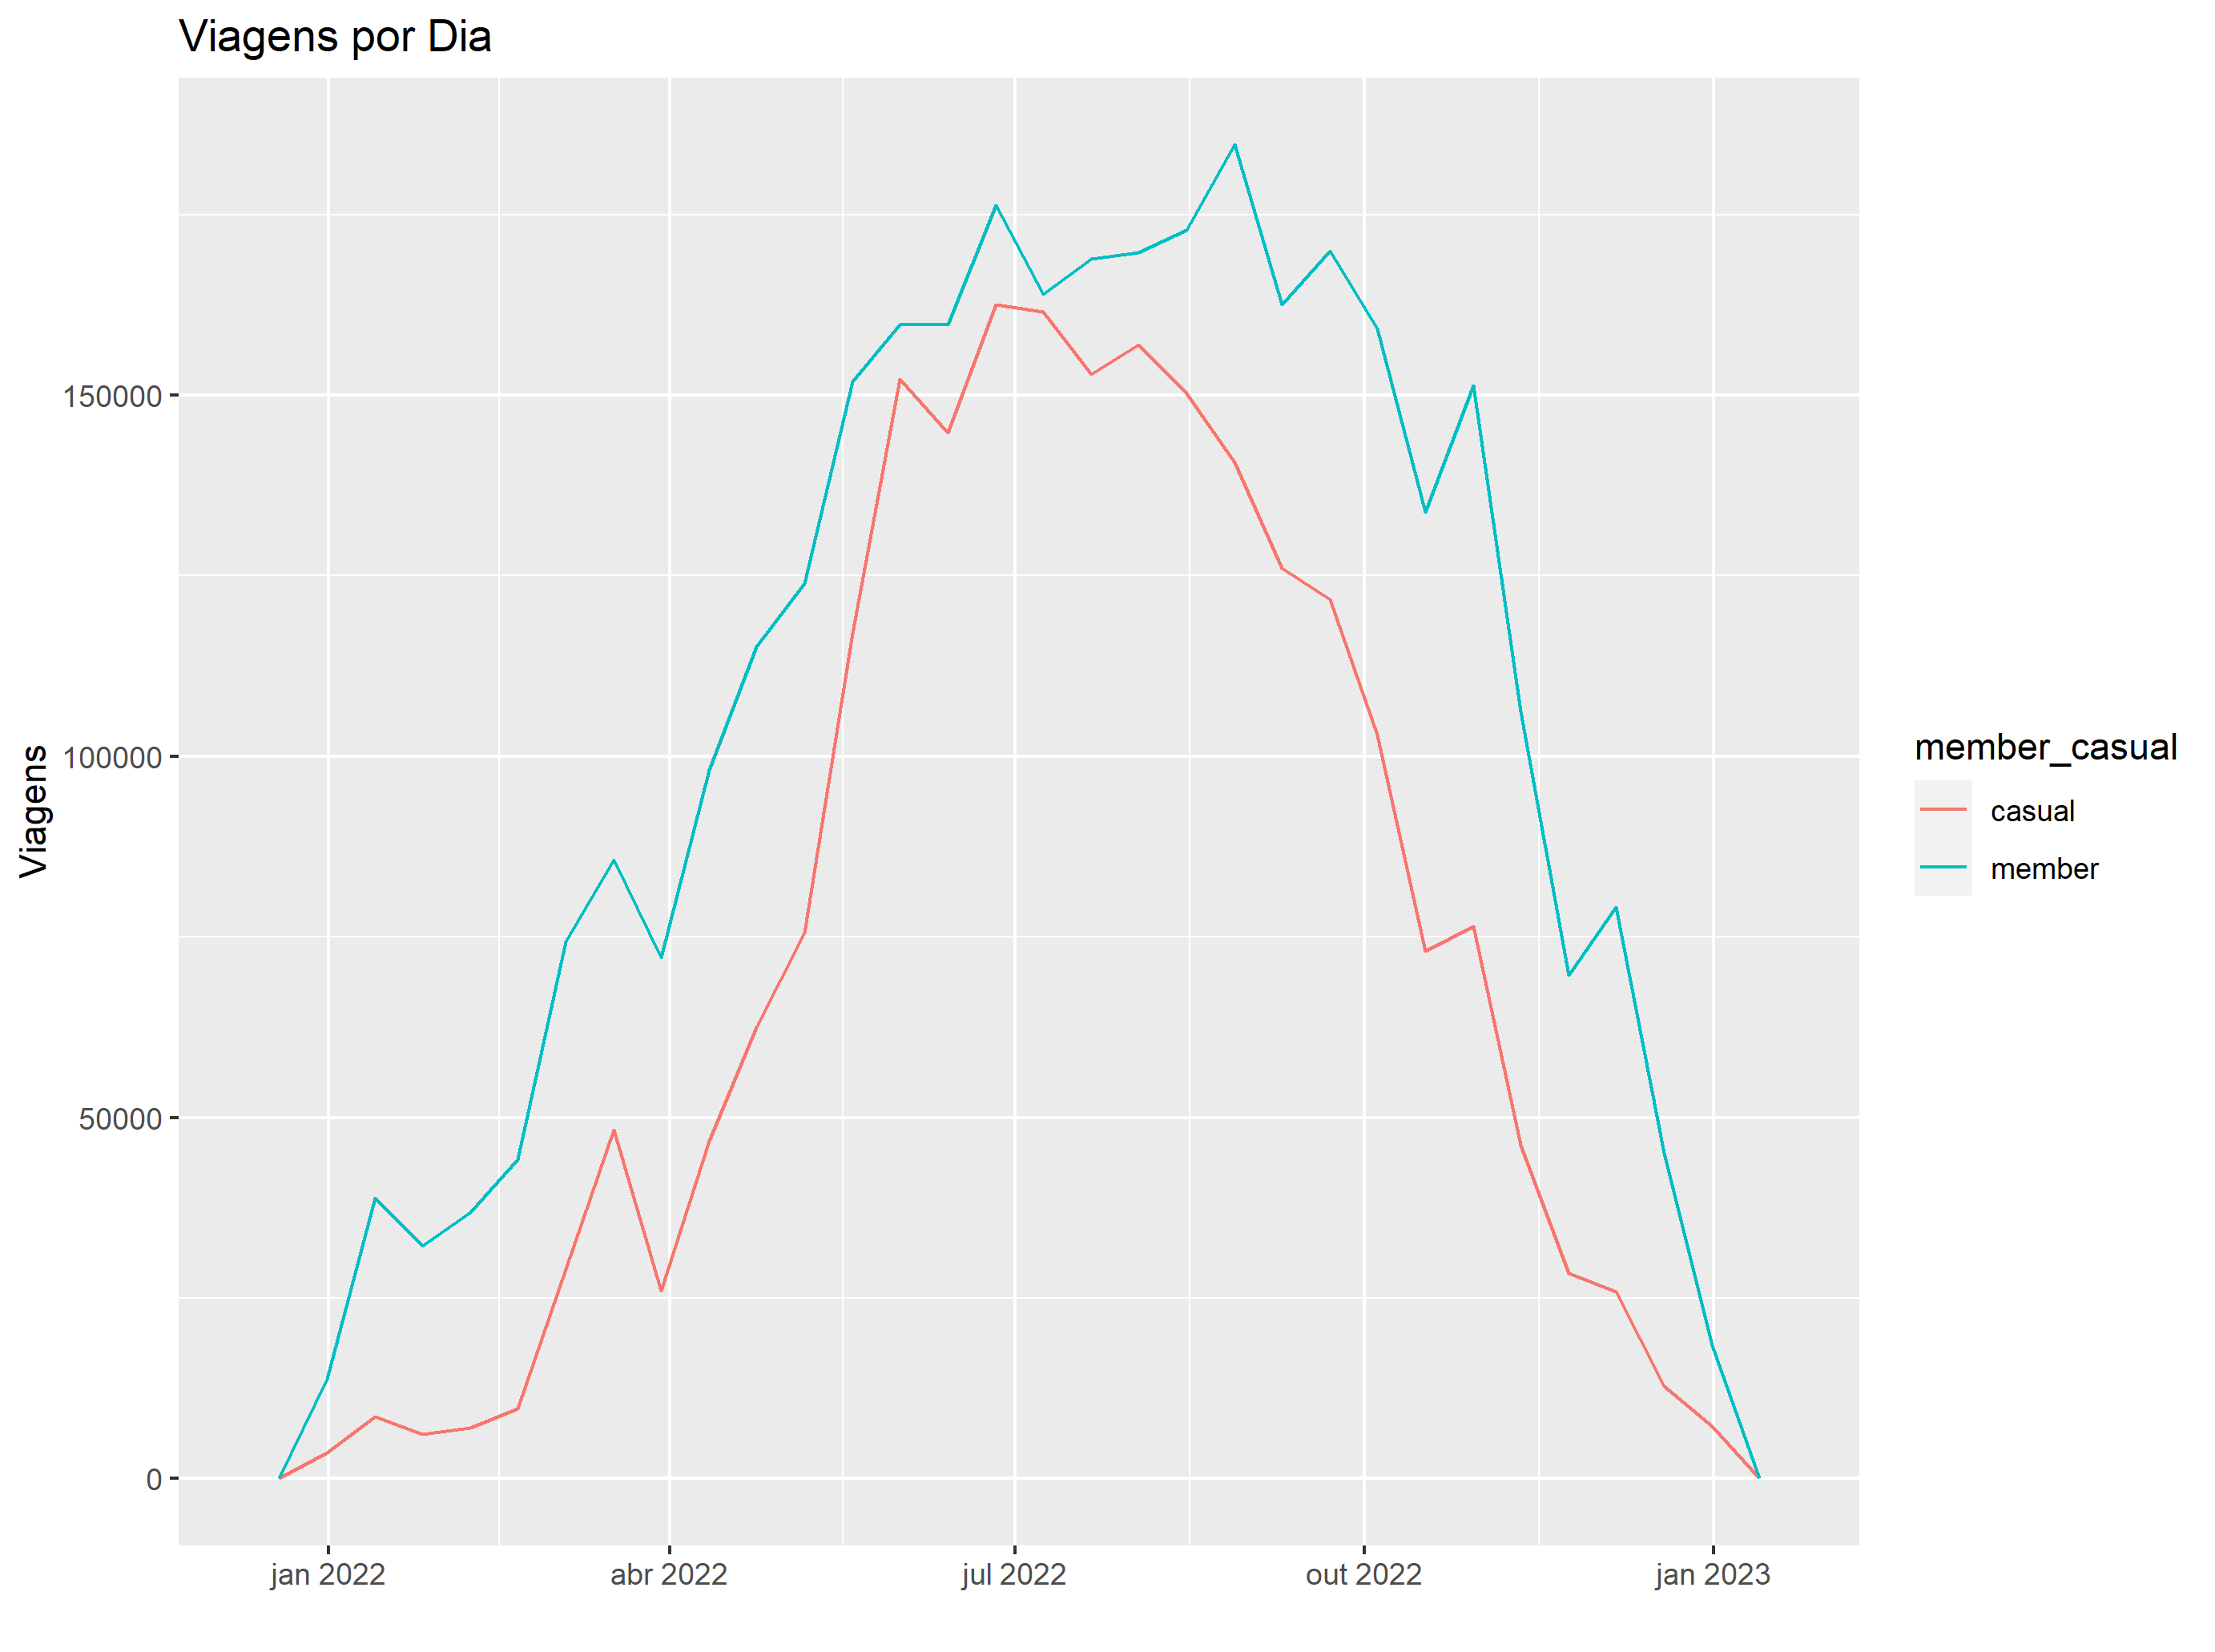 Viagens por Dia
Viagens
150000
100000
50000
0
jan 2022
abr 2022
jul 2022
out 2022
jan 2023
member_casual
casual
member